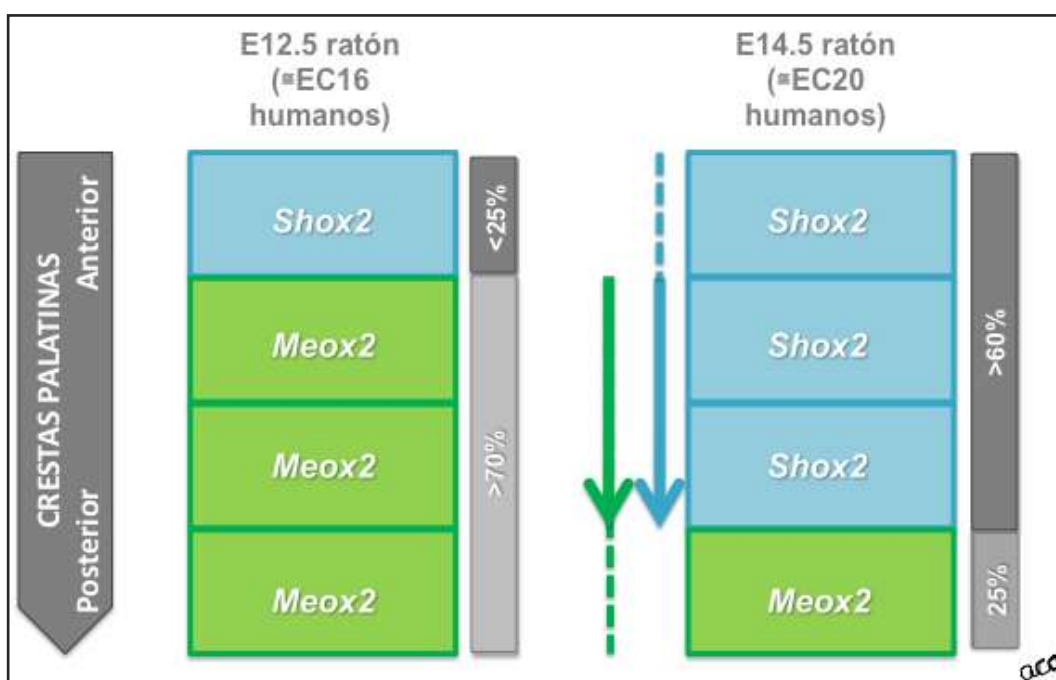 E12.5 ratón
(≅EC16
humanos)
E14.5 ratón
(≅EC20
humanos)
CRESTAS PALATINAS
Anterior
Posterior
Shox2
Meox2
Meox2
Meox2
<25%
>70%
Shox2
Shox2
Shox2
Meox2
>60%
25%